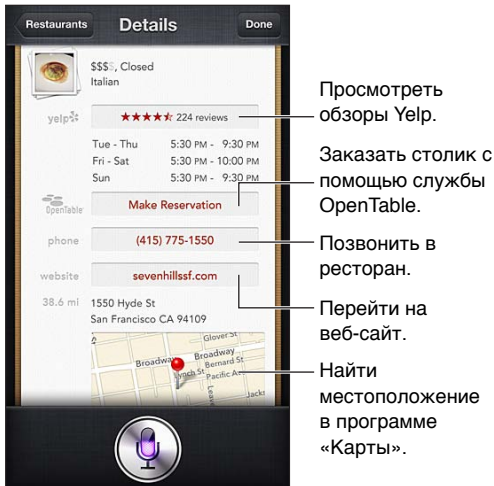 Restaurants
Details
Done
$$$$, Closed
Italian
yelp
224 reviews
Tue - Thu 5:30 PM - 9:30 PM
Fri - Sat 5:30 PM - 10:00 PM
Sun 5:30 PM - 9:30 PM
OpenTable
Make Reservation
phone
(415) 775-1550
website
sevenhillssf.com
38.6 mi
1550 Hyde St
San Francisco CA 94109
Glover St
Broadway
Broadway
Bernard St
Lynch St
Pacific Av
Leave
Jacks
Просмотреть
обзоры Yelp.
Заказать столик с
помощью службы
OpenTable.
Позвонить в
ресторан.
Перейти на
веб-сайт.
Найти
местоположение
в программе
«Карты».